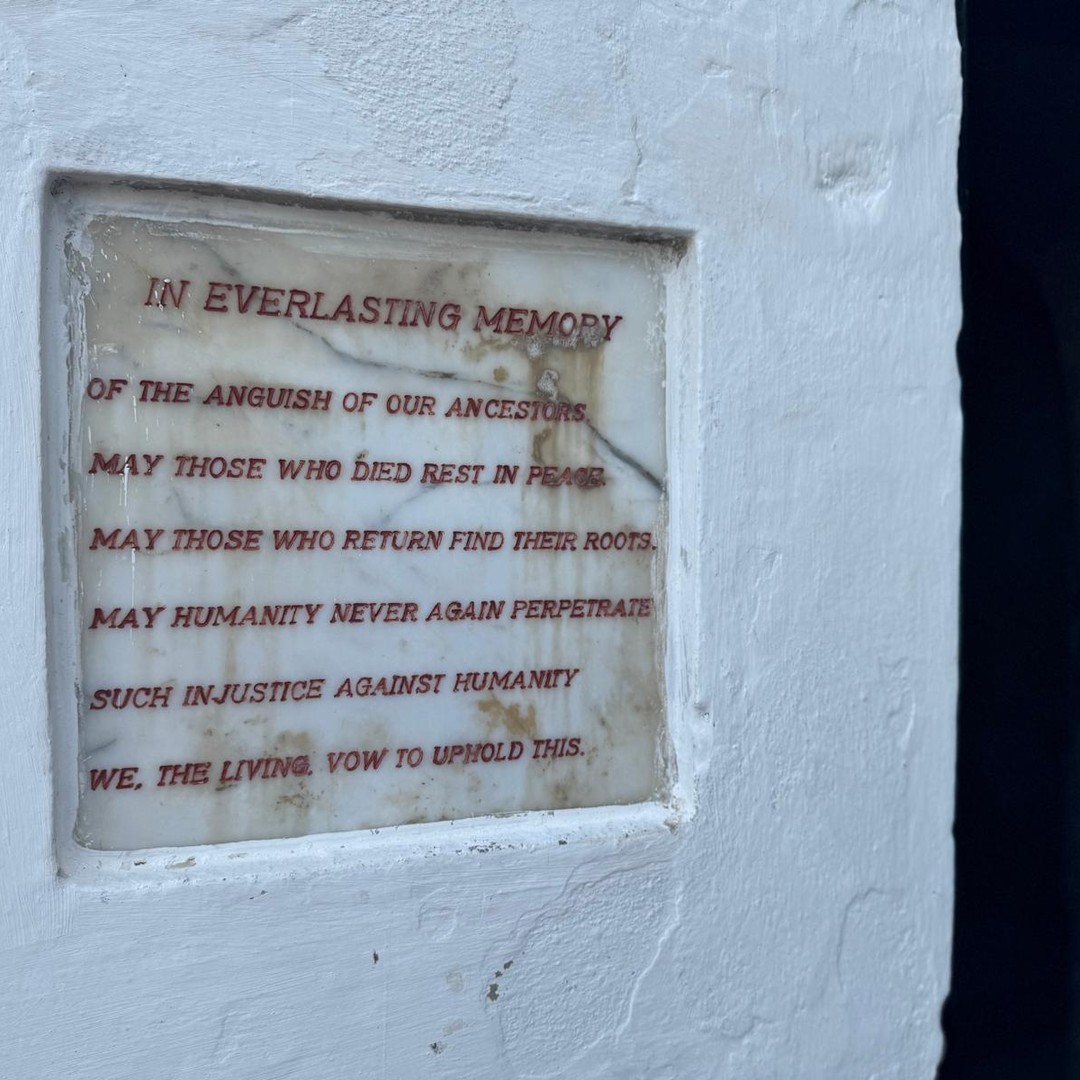 IN EVERLASTING MEMORY
OF THE ANGUISH OF OUR ANCESTORS.
MAY THOSE WHO DIED REST IN PEACE.
MAY THOSE WHO RETURN FIND THEIR ROOTS.
MAY HUMANITY NEVER AGAIN PERPETRATE
SUCH INJUSTICE AGAINST HUMANITY
WE, THE LIVING, VOW TO UPHOLD THIS.